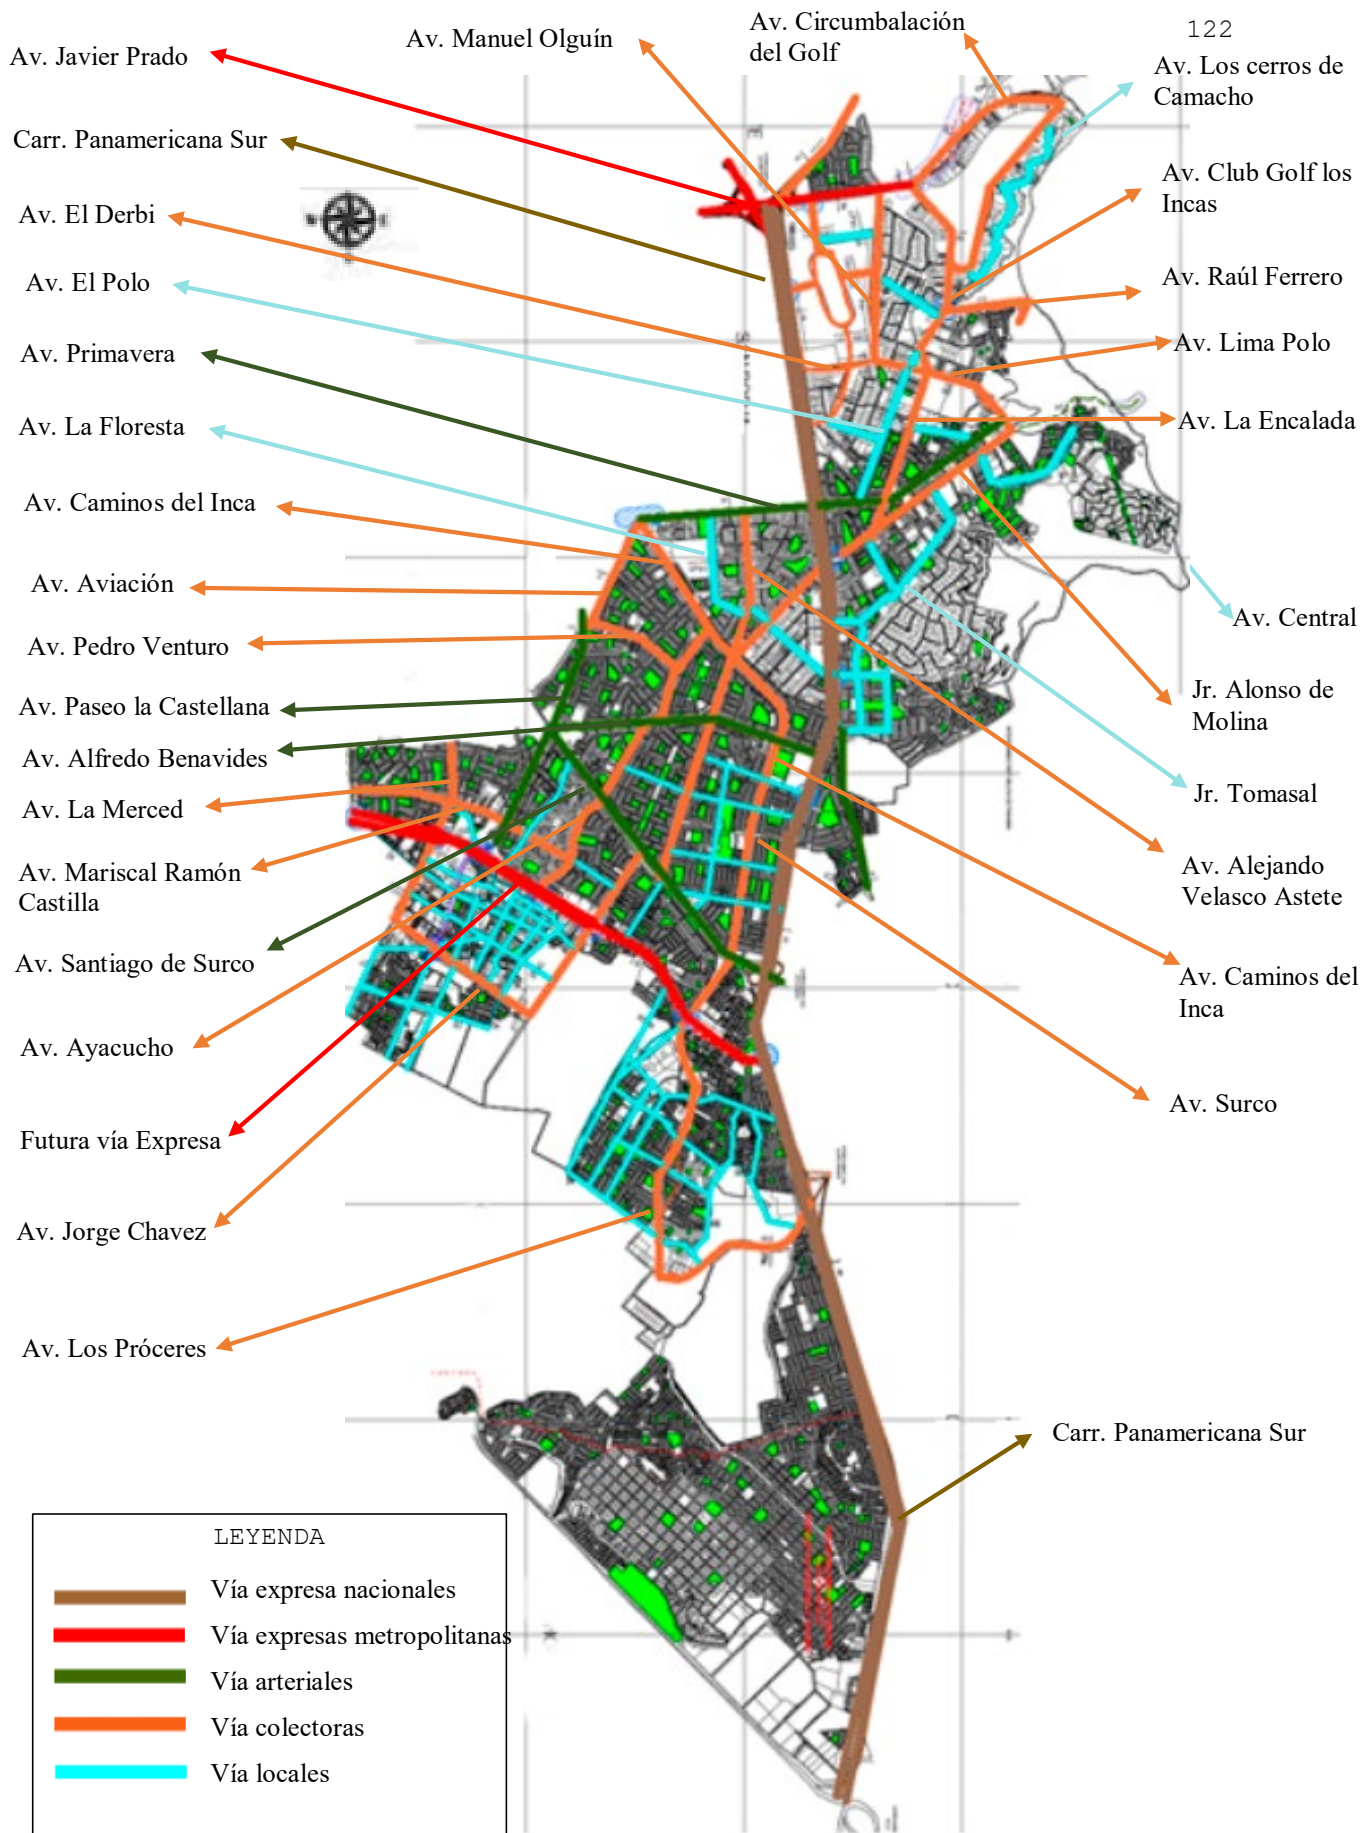 122
Av. Javier Prado
Av. Manuel Olguín
Av. Circumbalación
del Golf
Av. Los cerros de
Camacho
Carr. Panamericana Sur
Av. Club Golf los
Incas
Av. El Derbi
Av. El Polo
Av. Raúl Ferrero
Av. Primavera
Av. Lima Polo
Av. La Floresta
Av. La Encalada
Av. Caminos del Inca
Av. Aviación
Av. Central
Av. Pedro Venturo
Av. Paseo la Castellana
Jr. Alonso de
Molina
Av. Alfredo Benavides
Av. La Merced
Jr. Tomasal
Av. Mariscal Ramón
Castilla
Av. Alejando
Velasco Astete
Av. Santiago de Surco
Av. Caminos del
Inca
Av. Ayacucho
Av. Surco
Futura vía Expresa
Av. Jorge Chavez
Av. Los Próceres
Carr. Panamericana Sur
LEYENDA
Vía expresa nacionales
Vía expresas metropolitanas
Vía arteriales
Vía colectoras
Vía locales